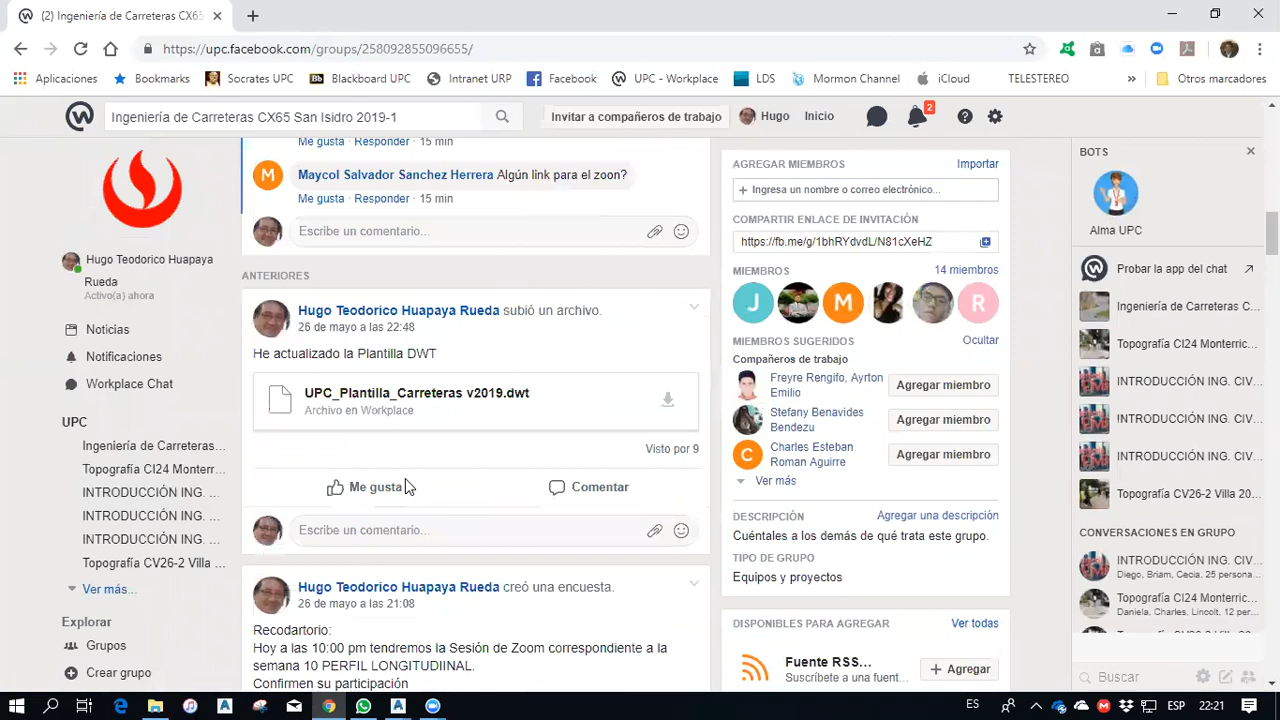 (2) Ingeniería de Carreteras CX65
https://upc.facebook.com/groups/258092855096655/
Aplicaciones
Bookmarks
Socrates UPC
Blackboard UPC
Intranet URP
Facebook
UPC - Workplace
LDS
Mormon Channel
iCloud
TELESTEREO
»
Otros marcadores
Ingeniería de Carreteras CX65 San Isidro 2019-1
Invitar a compañeros de trabajo
Hugo
Inicio
2
Hugo Teodorico Huapaya
Rueda
Activo(a) ahora
Noticias
Notificaciones
Workplace Chat
UPC
Ingeniería de Carreteras...
Topografía CI24 Monterr...
INTRODUCCIÓN ING. ...
INTRODUCCIÓN ING. ...
INTRODUCCIÓN ING. ...
Topografía CV26-2 Villa ...
Ver más...
Explorar
Grupos
Crear grupo
Me gusta · Responder · 15 min
M
Maycol Salvador Sanchez Herrera Algún link para el zoon?
Me gusta · Responder · 15 min
Escribe un comentario...
ANTERIORES
Hugo Teodorico Huapaya Rueda subió un archivo.
26 de mayo a las 22:48
He actualizado la Plantilla DWT
UPC_Plantilla_Carreteras v2019.dwt
Archivo en Workplace
Visto por 9
Me gusta
Comentar
Escribe un comentario...
Hugo Teodorico Huapaya Rueda creó una encuesta.
26 de mayo a las 21:08
Recodartorio:
Hoy a las 10:00 pm tendremos la Sesión de Zoom correspondiente a la
semana 10 PERFIL LONGITUDIINAL.
Confirmen su participación
AGREGAR MIEMBROS
Importar
+ Ingresa un nombre o correo electrónico...
COMPARTIR ENLACE DE INVITACIÓN
https://fb.me/g/1bhRYdvdL/N81cXeHZ
MIEMBROS
14 miembros
J
M
R
MIEMBROS SUGERIDOS
Ocultar
Compañeros de trabajo
Freyre Rengifo, Ayrton
Emilio
Agregar miembro
Stefany Benavides
Bendezu
Agregar miembro
C
Charles Esteban
Roman Aguirre
Agregar miembro
Ver más
DESCRIPCIÓN
Agregar una descripción
Cuéntales a los demás de qué trata este grupo.
TIPO DE GRUPO
Equipos y proyectos
DISPONIBLES PARA AGREGAR
Ver todas
Fuente RSS...
Suscríbete a una fuent...
+ Agregar
BOTS
Alma UPC
Probar la app del chat
Ingeniería de Carreteras C...
Topografía CI24 Monterric...
INTRODUCCIÓN ING. CIV...
INTRODUCCIÓN ING. CIV...
INTRODUCCIÓN ING. CIV...
Topografía CV26-2 Villa 20...
CONVERSACIONES EN GRUPO
INTRODUCCIÓN ING. CIV...
Diego, Briam, Cecia, 25 persona...
Topografía CI24 Monterric...
Daniela, Charles, Lincolt, 12 per...
Buscar
ES
ESP
22:21